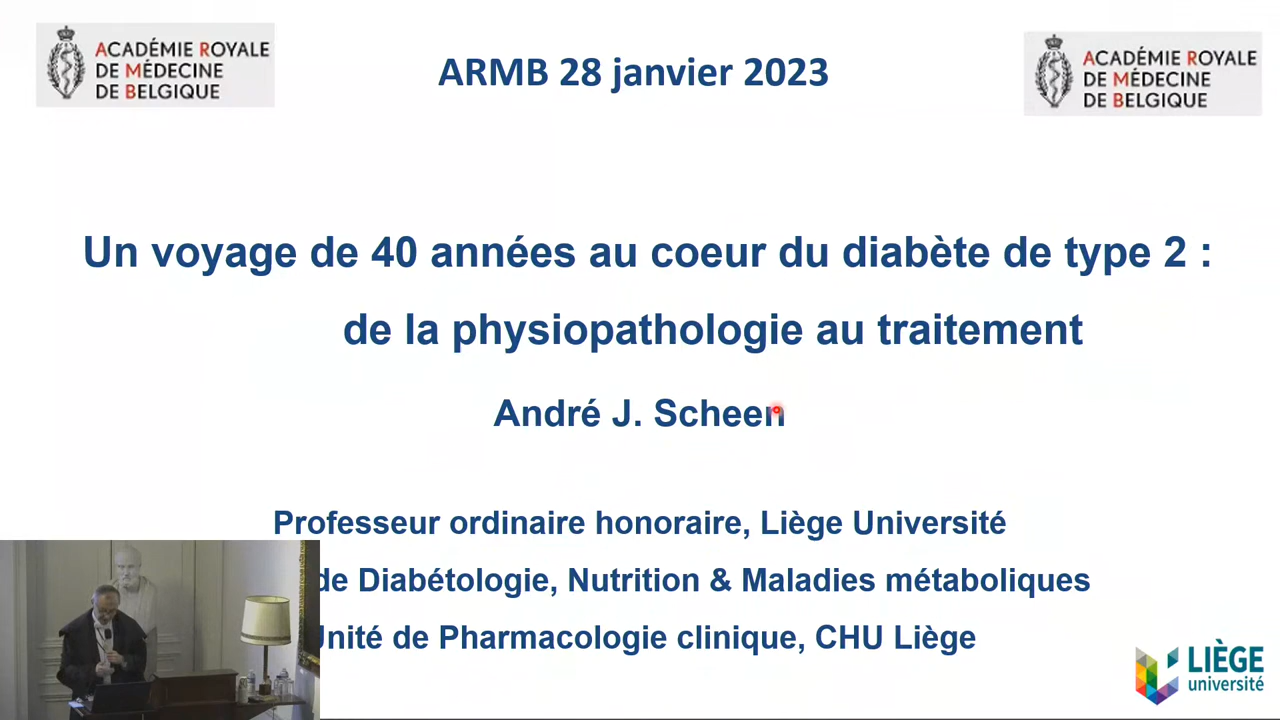 ACADÉMIE ROYALE
DE MÉDECINE
DE BELGIQUE
ARMB 28 janvier 2023
ACADÉMIE ROYALE
DE MÉDECINE
DE BELGIQUE
Un voyage de 40 années au coeur du diabète de type 2 :
de la physiopathologie au traitement
André J. Scheen
Professeur ordinaire honoraire, Liège Université
de Diabétologie, Nutrition & Maladies métaboliques
Unité de Pharmacologie clinique, CHU Liège
LIÈGE
université